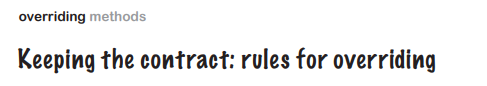 overriding methods
Keeping the contract: rules for overriding